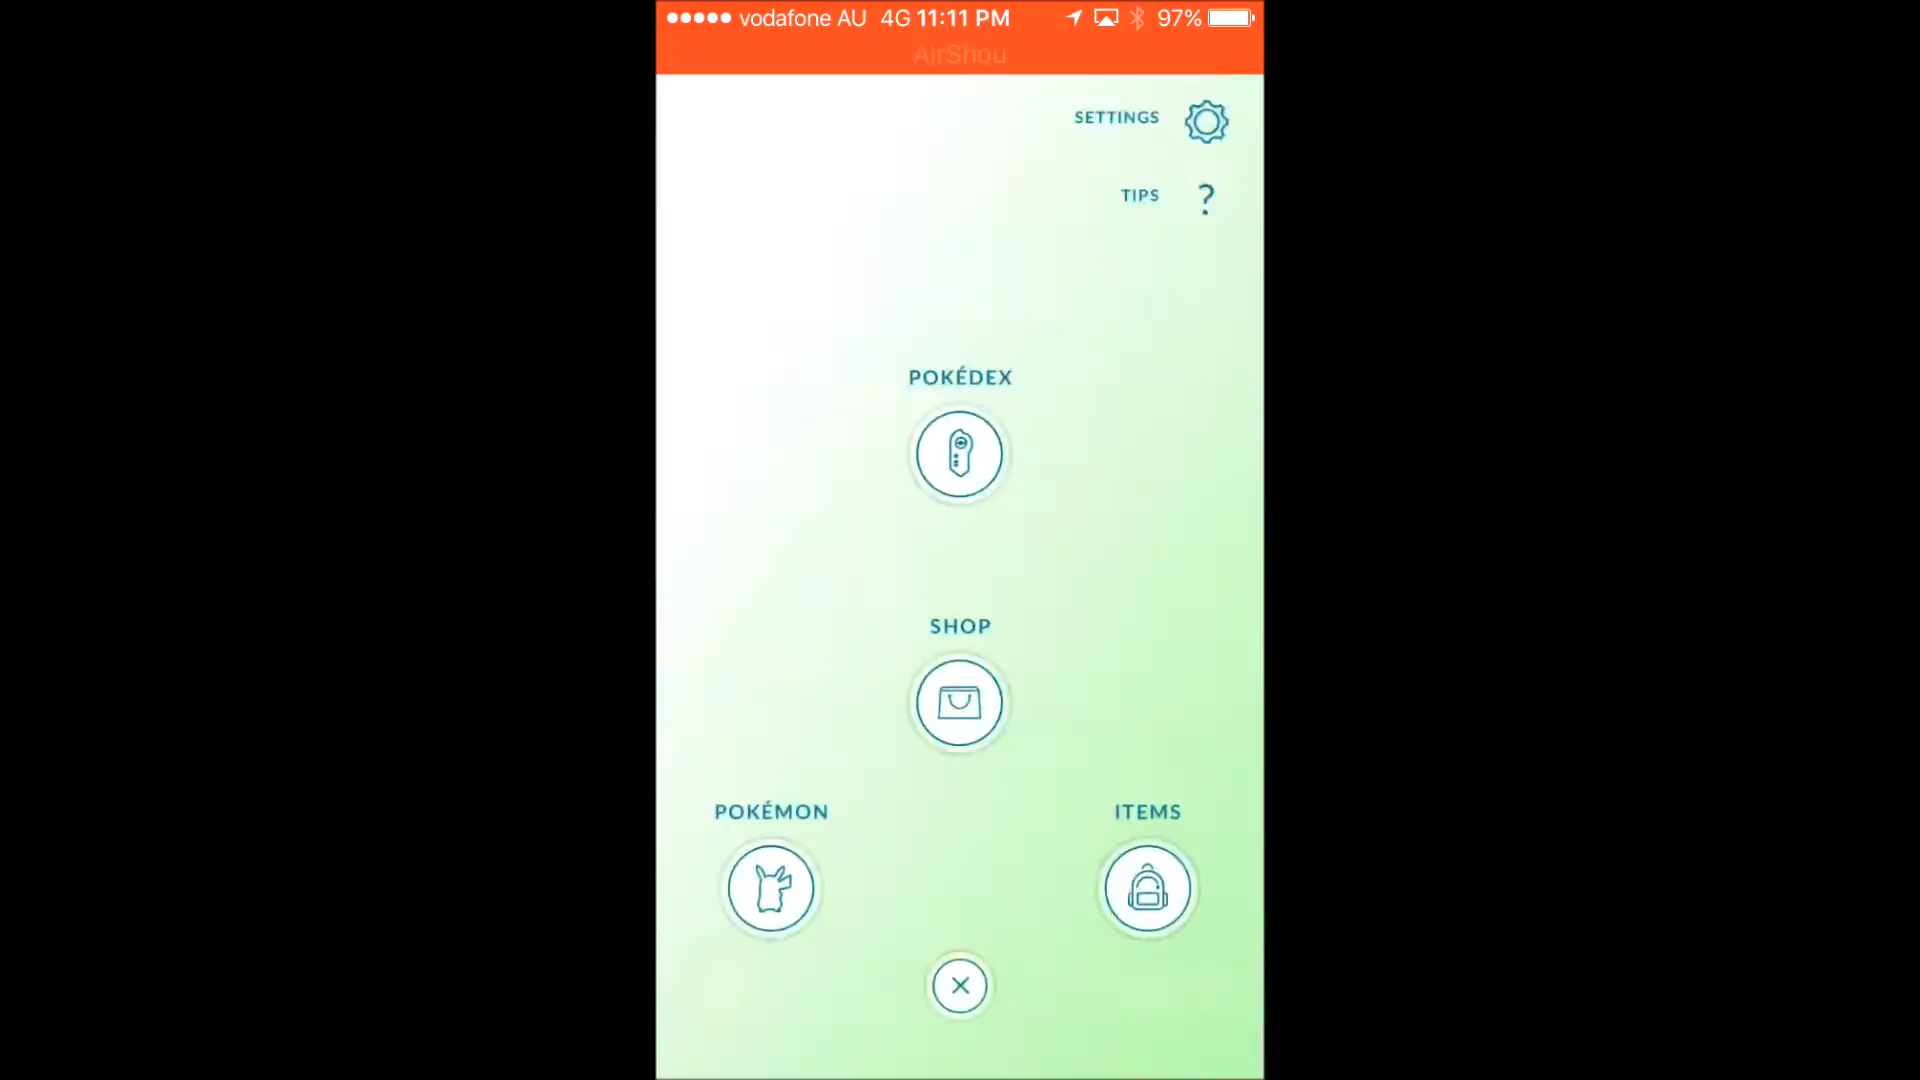 vodafone AU 4G 11:11 PM 97%
AirShou
SETTINGS
TIPS ?
POKÉDEX
SHOP
POKÉMON ITEMS